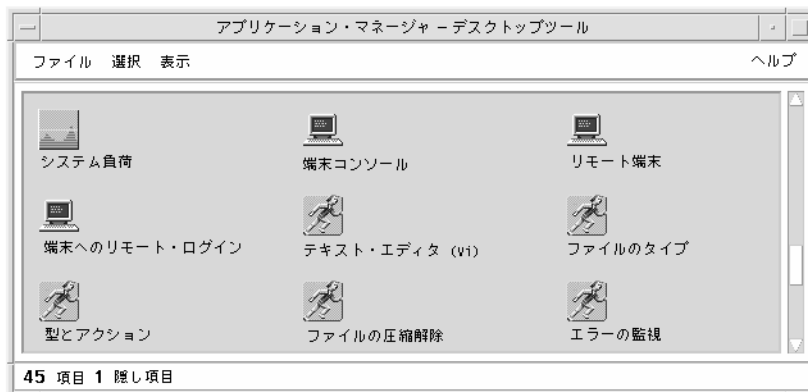 アプリケーション・マネージャ – デスクトップツール
ファイル 選択 表示 ヘルプ
システム負荷 端末コンソール リモート端末
端末へのリモート・ログイン テキスト・エディタ (Vi) ファイルのタイプ
型とアクション ファイルの圧縮解除 エラーの監視
45 項目 1 隠し項目